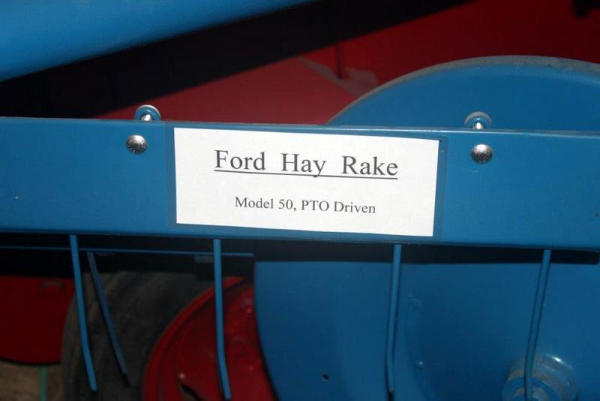 Ford Hay Rake
Model 50, PTO Driven